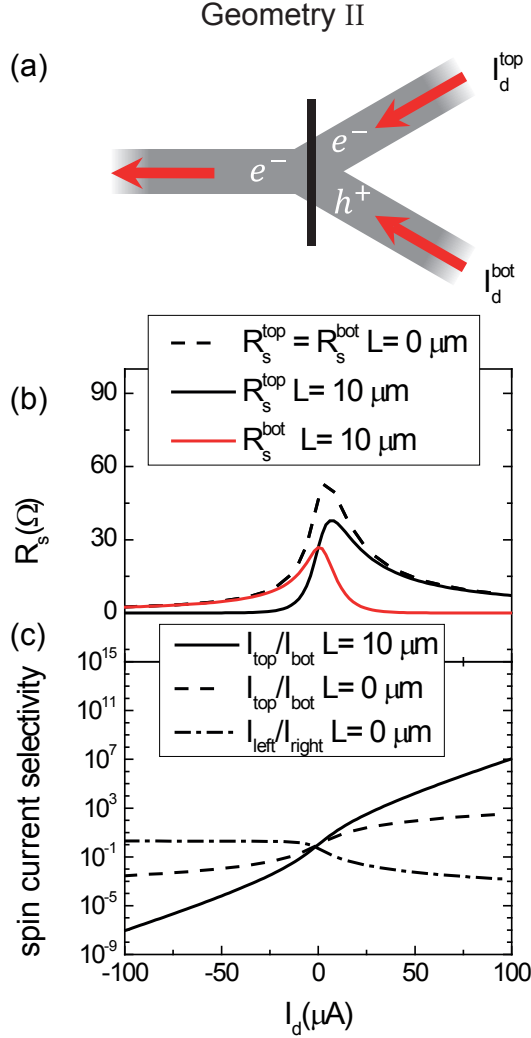 Geometry II
(a)
I_d^top
e⁻
e⁻
h⁺
I_d^bot
R_s^top = R_s^bot L= 0 μm
R_s^top L= 10 μm
R_s^bot L= 10 μm
(b)
90
60
30
0
R_s(Ω)
(c)
I_top/I_bot L= 10 μm
I_top/I_bot L= 0 μm
I_left/I_right L= 0 μm
10^15
10^11
10^7
10^3
10^-1
10^-5
10^-9
spin current selectivity
-100 -50 0 50 100
I_d(μA)